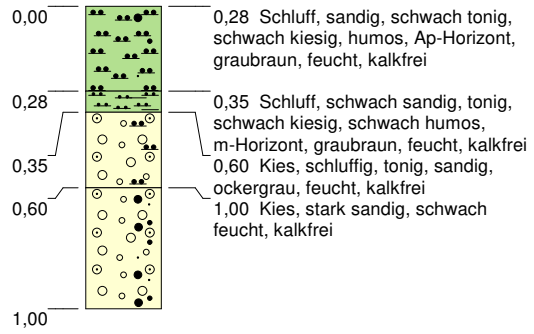 0,00
0,28 Schluff, sandig, schwach tonig,
schwach kiesig, humos, Ap-Horizont,
graubraun, feucht, kalkfrei
0,28
0,35 Schluff, schwach sandig, tonig,
schwach kiesig, schwach humos,
m-Horizont, graubraun, feucht, kalkfrei
0,35
0,60 Kies, schluffig, tonig, sandig,
ockergrau, feucht, kalkfrei
0,60
1,00 Kies, stark sandig, schwach
feucht, kalkfrei
1,00